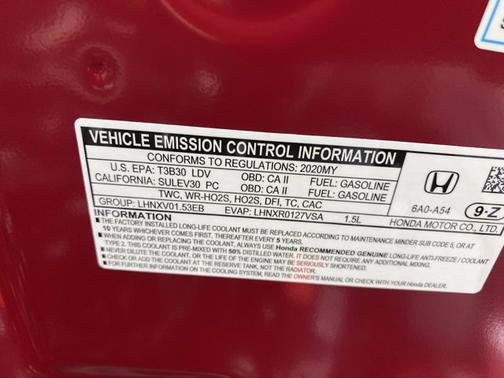 VEHICLE EMISSION CONTROL INFORMATION
CONFORMS TO REGULATIONS: 2020MY
U.S. EPA: T3B30 LDV OBD: CA II FUEL: GASOLINE
CALIFORNIA: SULEV30 PC OBD: CA II FUEL: GASOLINE
TWC, WR-HO2S, HO2S, DFI, TC, CAC
GROUP: LHNXV01.53EB EVAP: LHNXR0127VSA 1.5L
6A0-A54
9-Z
HONDA MOTOR CO., LTD.
INFORMATION
■ THE FACTORY INSTALLED LONG-LIFE COOLANT MUST BE REPLACED ACCORDING TO MAINTENANCE MINDER SUB CODE 5, OR AT
10 YEARS WHICHEVER COMES FIRST, THEREAFTER EVERY 5 YEARS.
■ WHEN ADDING OR REPLACING COOLANT, ALWAYS USE Honda RECOMMENDED GENUINE LONG-LIFE ANTI-FREEZE / COOLANT
TYPE 2. THIS COOLANT IS PRE-MIXED WITH 50% DISTILLED WATER, IT DOES NOT REQUIRE MIXING.
■ NEVER DILUTE THE COOLANT, OR THE LIFE OF THE ENGINE MAY BE SERIOUSLY SHORTENED.
■ CHECK OR ADD THE COOLANT AT THE RESERVE TANK, NOT THE RADIATOR.
■ FOR FURTHER INFORMATION ON THE COOLING SYSTEM, READ THE OWNER'S MANUAL OR CHECK WITH YOUR Honda DEALER.